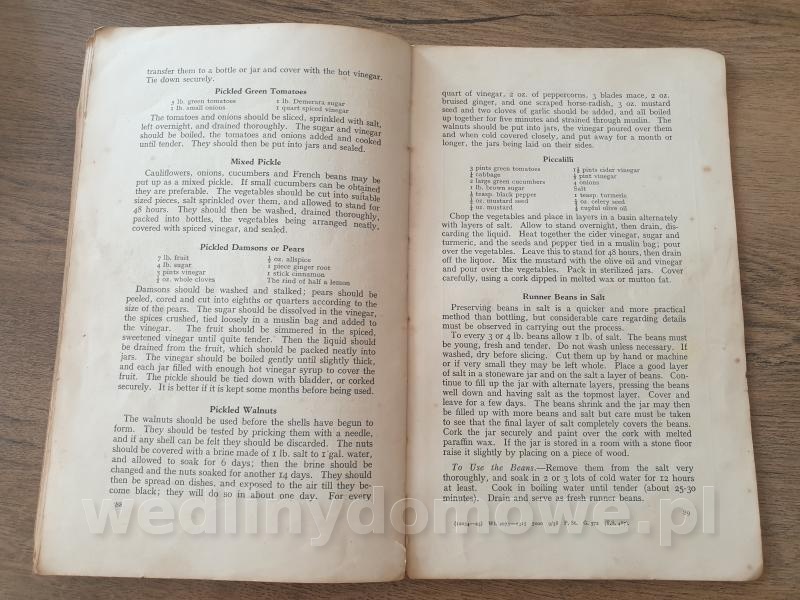 transfer them to a bottle or jar and cover with the hot vinegar.
Tie down securely.
Pickled Green Tomatoes
3 lb. green tomatoes 1 lb. Demerara sugar
1 lb. small onions 1 quart spiced vinegar
The tomatoes and onions should be sliced, sprinkled with salt,
left overnight, and drained thoroughly. The sugar and vinegar
should be boiled, the tomatoes and onions added and cooked
until tender. They should then be put into jars and sealed.
Mixed Pickle
Cauliflowers, onions, cucumbers and French beans may be
put up as a mixed pickle. If small cucumbers can be obtained
they are preferable. The vegetables should be cut into suitable
sized pieces, salt sprinkled over them, and allowed to stand for
48 hours. They should then be washed, drained thoroughly,
packed into bottles, the vegetables being arranged neatly,
covered with spiced vinegar, and sealed.
Pickled Damsons or Pears
7 lb. fruit ½ oz. allspice
4 lb. sugar 1 piece ginger root
3 pints vinegar 1 stick cinnamon
½ oz. whole cloves The rind of half a lemon
Damsons should be washed and stalked; pears should be
peeled, cored and cut into eighths or quarters according to the
size of the pears. The sugar should be dissolved in the vinegar,
the spices crushed, tied loosely in a muslin bag and added to
the vinegar. The fruit should be simmered in the spiced,
sweetened vinegar until quite tender. Then the liquid should
be drained from the fruit, which should be packed neatly into
jars. The vinegar should be boiled gently until slightly thick,
and each jar filled with enough hot vinegar syrup to cover the
fruit. The pickle should be tied down with bladder, or corked
securely. It is better if it is kept some months before being used.
Pickled Walnuts
The walnuts should be used before the shells have begun to
form. They should be tested by pricking them with a needle,
and if any shell can be felt they should be discarded. The nuts
should be covered with a brine made of 1 lb. salt to 1 gal. water,
and allowed to soak for 6 days; then the brine should be
changed and the nuts soaked for another 14 days. They should
then be spread on dishes, and exposed to the air till they be-
come black; they will do so in about one day. For every
88
quart of vinegar, 2 oz. of peppercorns, 3 blades mace, 2 oz.
bruised ginger, and one scraped horse-radish, 3 oz. mustard
seed and two cloves of garlic should be added, and all boiled
up together for five minutes and strained through muslin. The
walnuts should be put into jars, the vinegar poured over them
and when cold covered closely, and put away for a month or
longer, the jars being laid on their sides.
Piccalilli
3 pints green tomatoes 1½ pints cider vinegar
cabbage pint vinegar
2 large green cucumbers 4 onions
1 lb. brown sugar Salt
teasp. black pepper 1 teasp. turmeric
oz. mustard seed oz. celery seed
oz. mustard cupful olive oil
Chop the vegetables and place in layers in a basin alternately
with layers of salt. Allow to stand overnight, then drain, dis-
carding the liquid. Heat together the cider vinegar, sugar and
turmeric, and the seeds and pepper tied in a muslin bag; pour
over the vegetables. Leave this to stand for 48 hours, then drain
off the liquor. Mix the mustard with the olive oil and vinegar
and pour over the vegetables. Pack in sterilized jars. Cover
carefully, using a cork dipped in melted wax or mutton fat.
Runner Beans in Salt
Preserving beans in salt is a quicker and more practical
method than bottling, but considerable care regarding details
must be observed in carrying out the process.
To every 3 or 4 lb. beans allow 1 lb. of salt. The beans must
be young, fresh and tender. Do not wash unless necessary. If
washed, dry before slicing. Cut them up by hand or machine
or if very small they may be left whole. Place a good layer
of salt in a stoneware jar and on the salt a layer of beans. Con-
tinue to fill up the jar with alternate layers, pressing the beans
well down and having salt as the topmost layer. Cover and
leave for a few days. The beans shrink and the jar may then
be filled up with more beans and salt but care must be taken
to see that the final layer of salt completely covers the beans.
Cork the jar securely and paint over the cork with melted
paraffin wax. If the jar is stored in a room with a stone floor
raise it slightly by placing on a piece of wood.
To Use the Beans.—Remove them from the salt very
thoroughly, and soak in 2 or 3 lots of cold water for 12 hours
at least. Cook in boiling water until tender (about 25-30
minutes). Drain and serve as fresh runner beans.
89
5000 9/38 F. St. G. 372
wedlinydomowe.pl